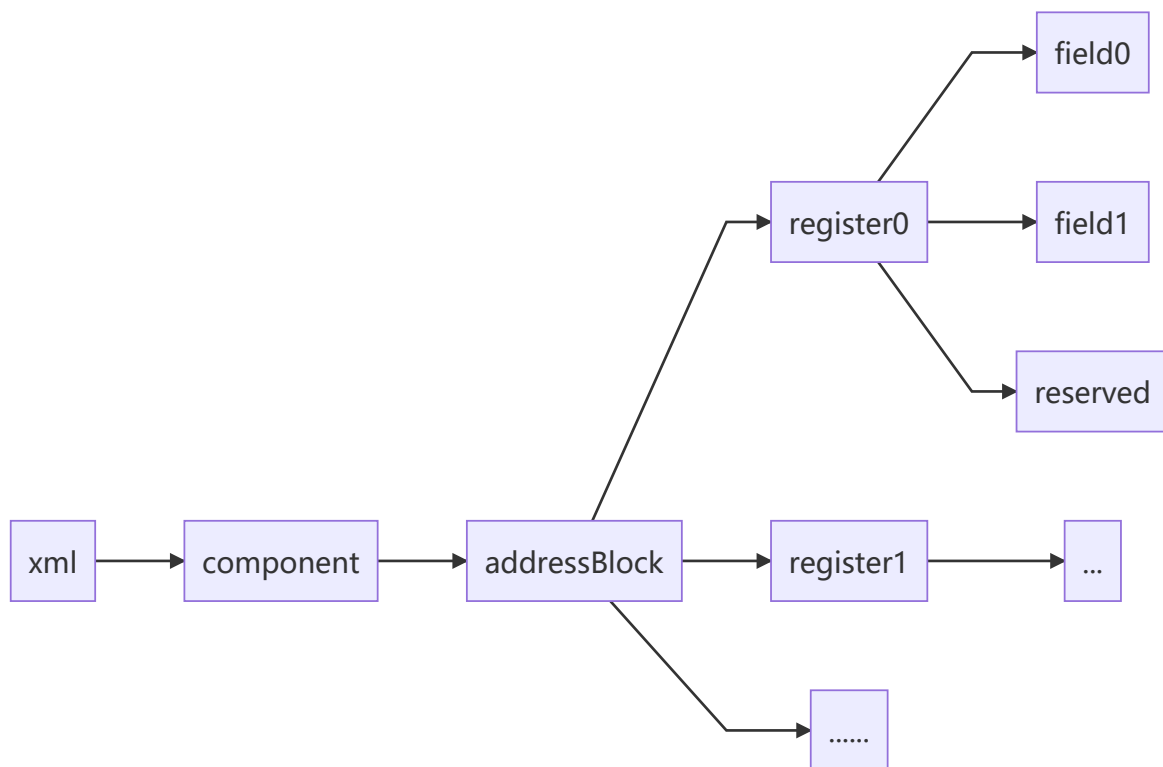 field0
register0
field1
reserved
xml
component
addressBlock
register1
...
......